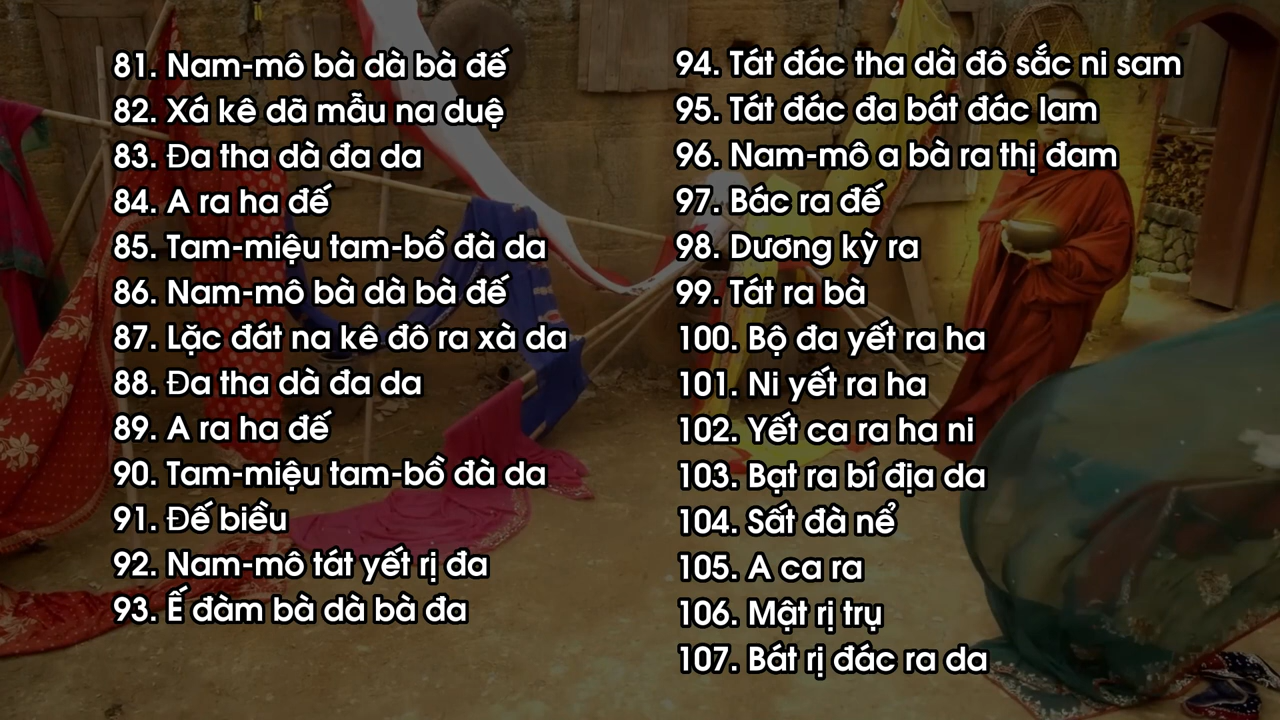 81. Nam-mô bà dà bà đế
82. Xá kê dã mẫu na duệ
83. Đa tha dà đa da
84. A ra ha đế
85. Tam-miệu tam-bồ đà da
86. Nam-mô bà dà bà đế
87. Lặc đát na kê đô ra xà da
88. Đa tha dà đa da
89. A ra ha đế
90. Tam-miệu tam-bồ đà da
91. Đế biều
92. Nam-mô tát yết rị đa
93. Ế đàm bà dà bà đa
94. Tát đác tha dà đô sắc ni sam
95. Tát đác đa bát đác lam
96. Nam-mô a bà ra thị đam
97. Bác ra đế
98. Dương kỳ ra
99. Tát ra bà
100. Bộ đa yết ra ha
101. Ni yết ra ha
102. Yết ca ra ha ni
103. Bạt ra bí địa da
104. Sất đà nể
105. A ca ra
106. Mật rị trụ
107. Bát rị đác ra da